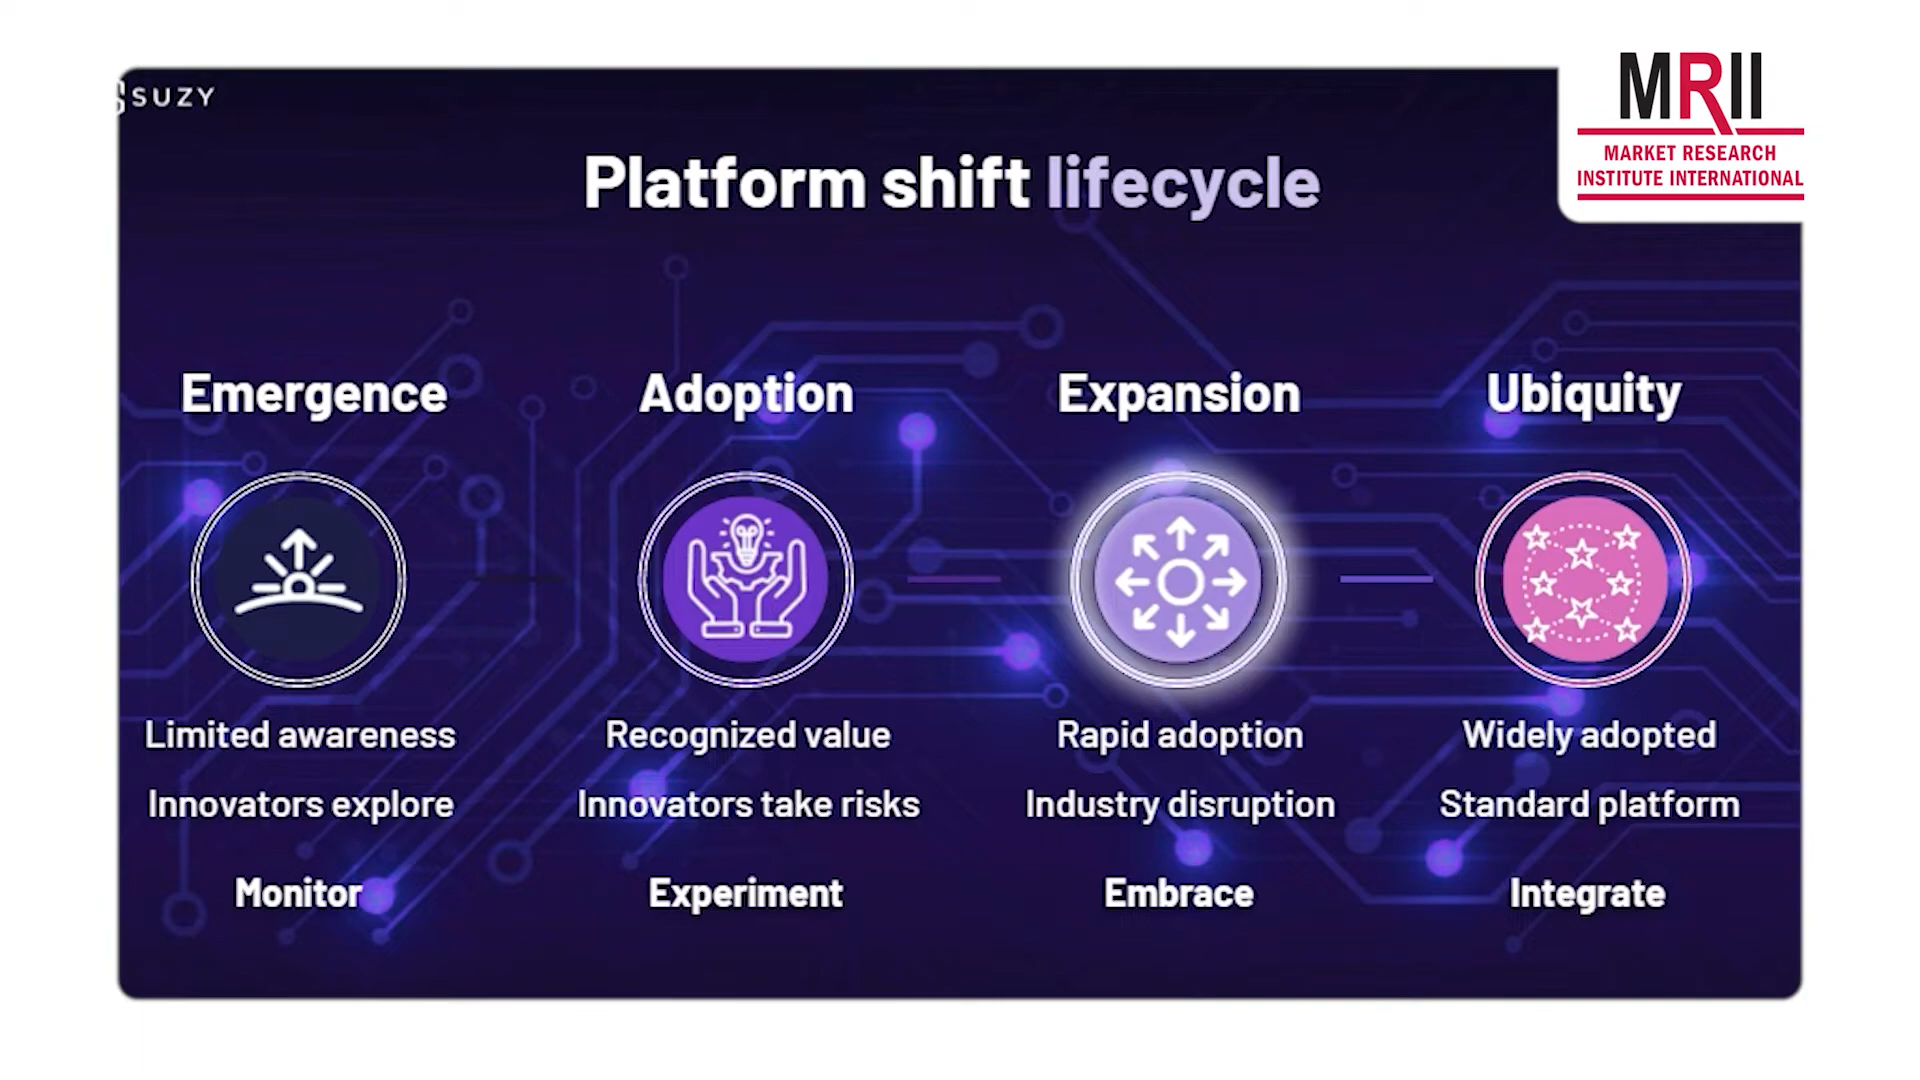 SUZY
MRII
MARKET RESEARCH
INSTITUTE INTERNATIONAL
Platform shift lifecycle
Emergence
Adoption
Expansion
Ubiquity
Limited awareness
Recognized value
Rapid adoption
Widely adopted
Innovators explore
Innovators take risks
Industry disruption
Standard platform
Monitor
Experiment
Embrace
Integrate